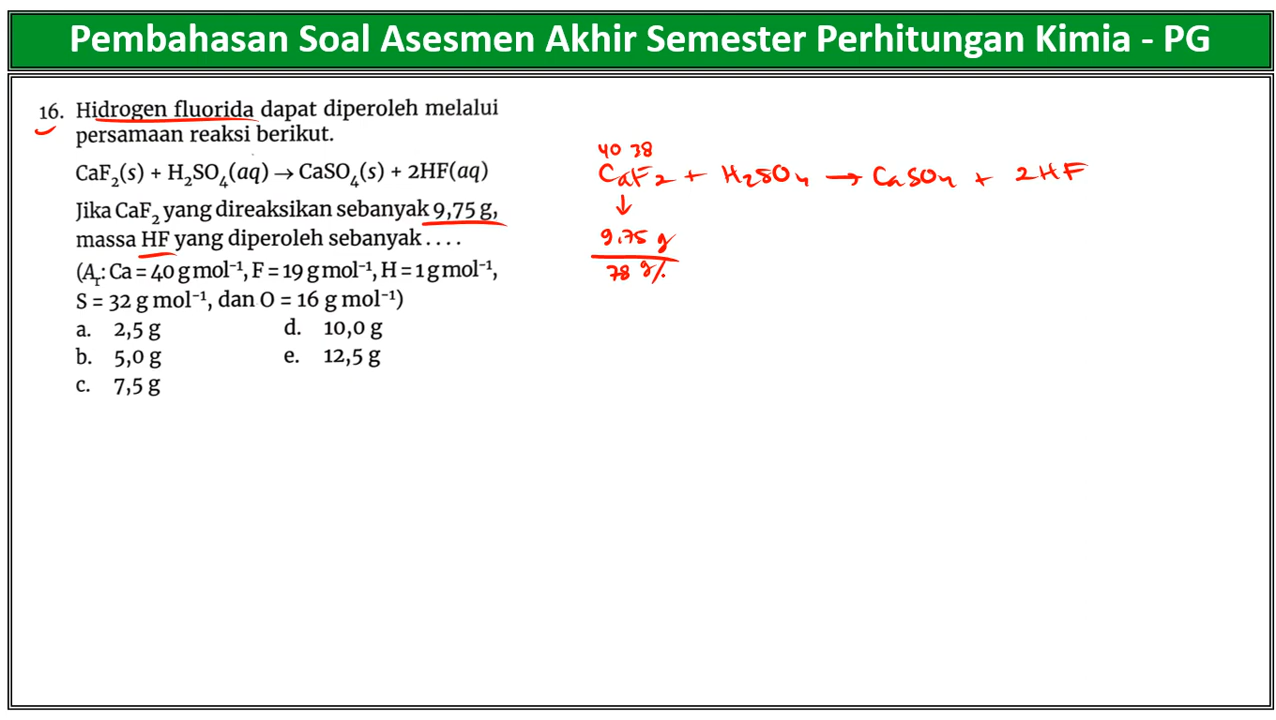 Pembahasan Soal Asesmen Akhir Semester Perhitungan Kimia - PG
16. Hidrogen fluorida dapat diperoleh melalui
persamaan reaksi berikut.
CaF₂(s) + H₂SO₄(aq) → CaSO₄(s) + 2HF(aq)
Jika CaF₂ yang direaksikan sebanyak 9,75 g,
massa HF yang diperoleh sebanyak . . . .
(Aᵣ: Ca = 40 g mol⁻¹, F = 19 g mol⁻¹, H = 1 g mol⁻¹,
S = 32 g mol⁻¹, dan O = 16 g mol⁻¹)
a. 2,5 g d. 10,0 g
b. 5,0 g e. 12,5 g
c. 7,5 g
40 38
CaF₂ + H₂SO₄ → CaSO₄ + 2HF
↓
9.75 g
78 g/